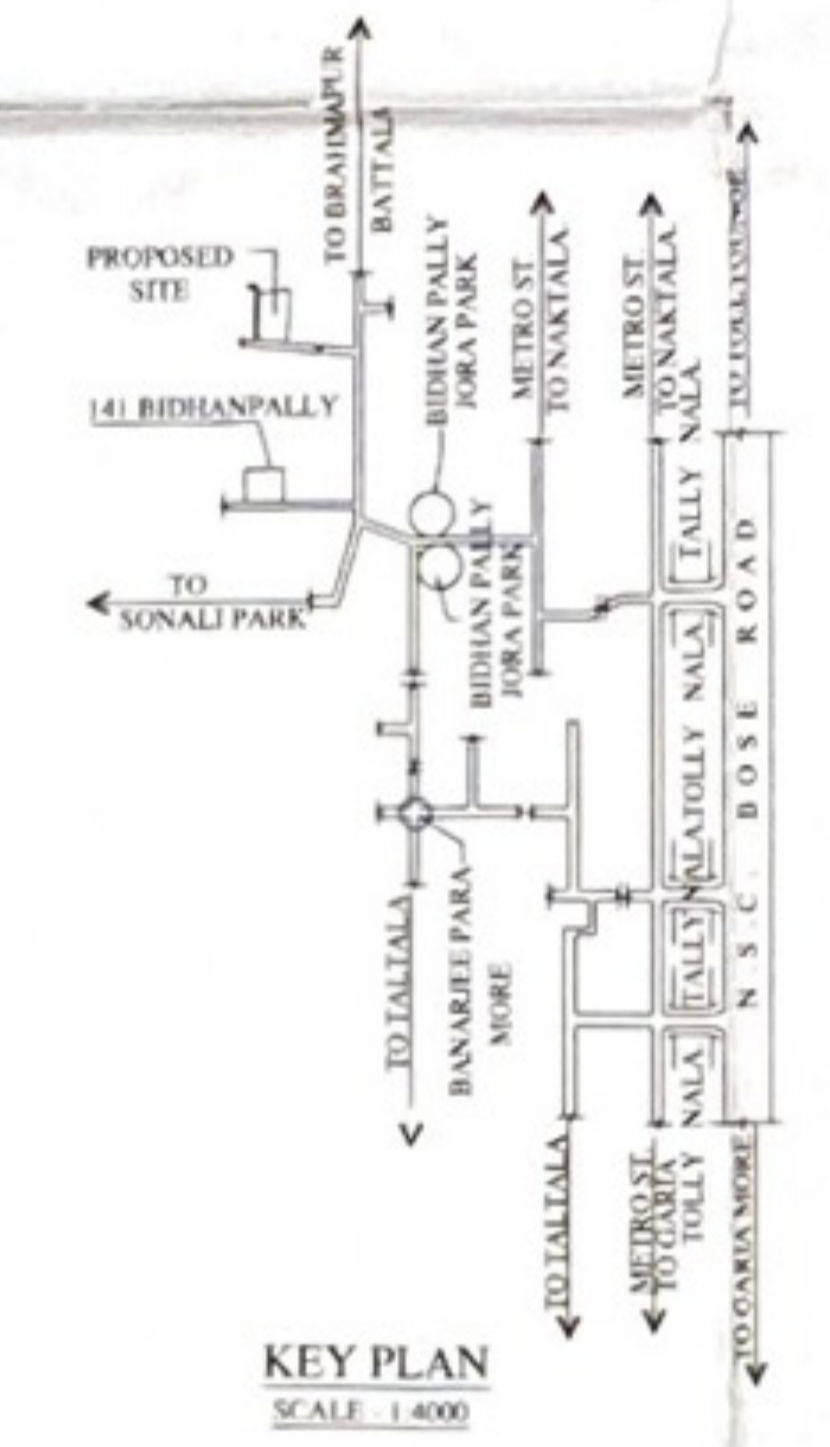 TO BRAHMAPUR
BATTALA
PROPOSED
SITE
141 BIDHANPALLY
TO
SONALI PARK
BIDHAN PALLY
JORA PARK
BIDHAN PALLY
JORA PARK
METRO ST.
TO NAKTALA
METRO ST.
TO NAKTALA
TALLY NALA
TOLLY NALA
TALLY NALA
TOLLY NALA
N.S.C. BOSE ROAD
TO TALTALA
BANARJEE PARA
MORE
TO TALTALA
METRO ST.
TO GARIA
TO GARIA MORE
KEY PLAN
SCALE - 1:4000